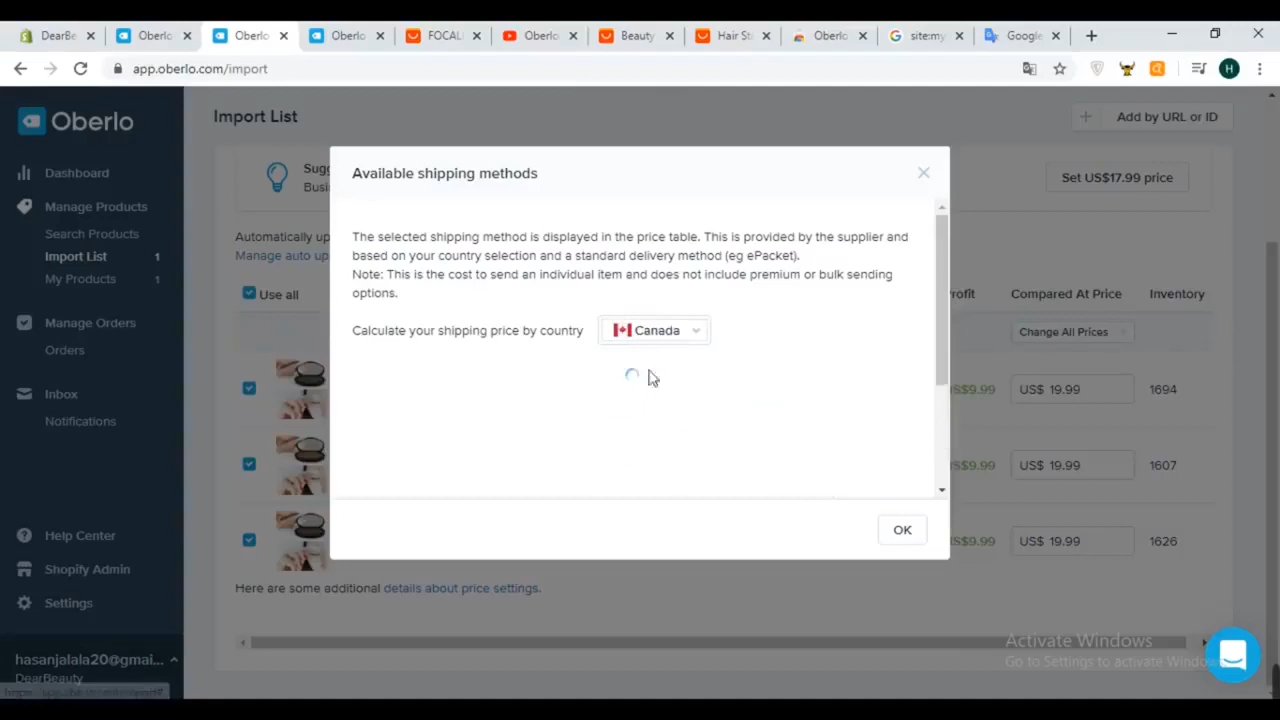 DearBe
Oberlo
Oberlo
Oberlo
FOCALI
Oberlo
Beauty
Hair St
Oberlo
site:my
Google
app.oberlo.com/import
H
Oberlo
Dashboard
Manage Products
Search Products
Import List 1
My Products 1
Manage Orders
Orders
Inbox
Notifications
Help Center
Shopify Admin
Settings
hasanjalala20@gmai...
DearBeauty
Import List
Add by URL or ID
Sugg
Busi
Set US$17.99 price
Automatically up
Manage auto up
Use all
rofit Compared At Price Inventory
Change All Prices
S$9.99 US$ 19.99 1694
S$9.99 US$ 19.99 1607
S$9.99 US$ 19.99 1626
Here are some additional details about price settings.
Available shipping methods
The selected shipping method is displayed in the price table. This is provided by the supplier and
based on your country selection and a standard delivery method (eg ePacket).
Note: This is the cost to send an individual item and does not include premium or bulk sending
options.
Calculate your shipping price by country Canada
OK
Activate Windows
Go to Settings to activate Windows